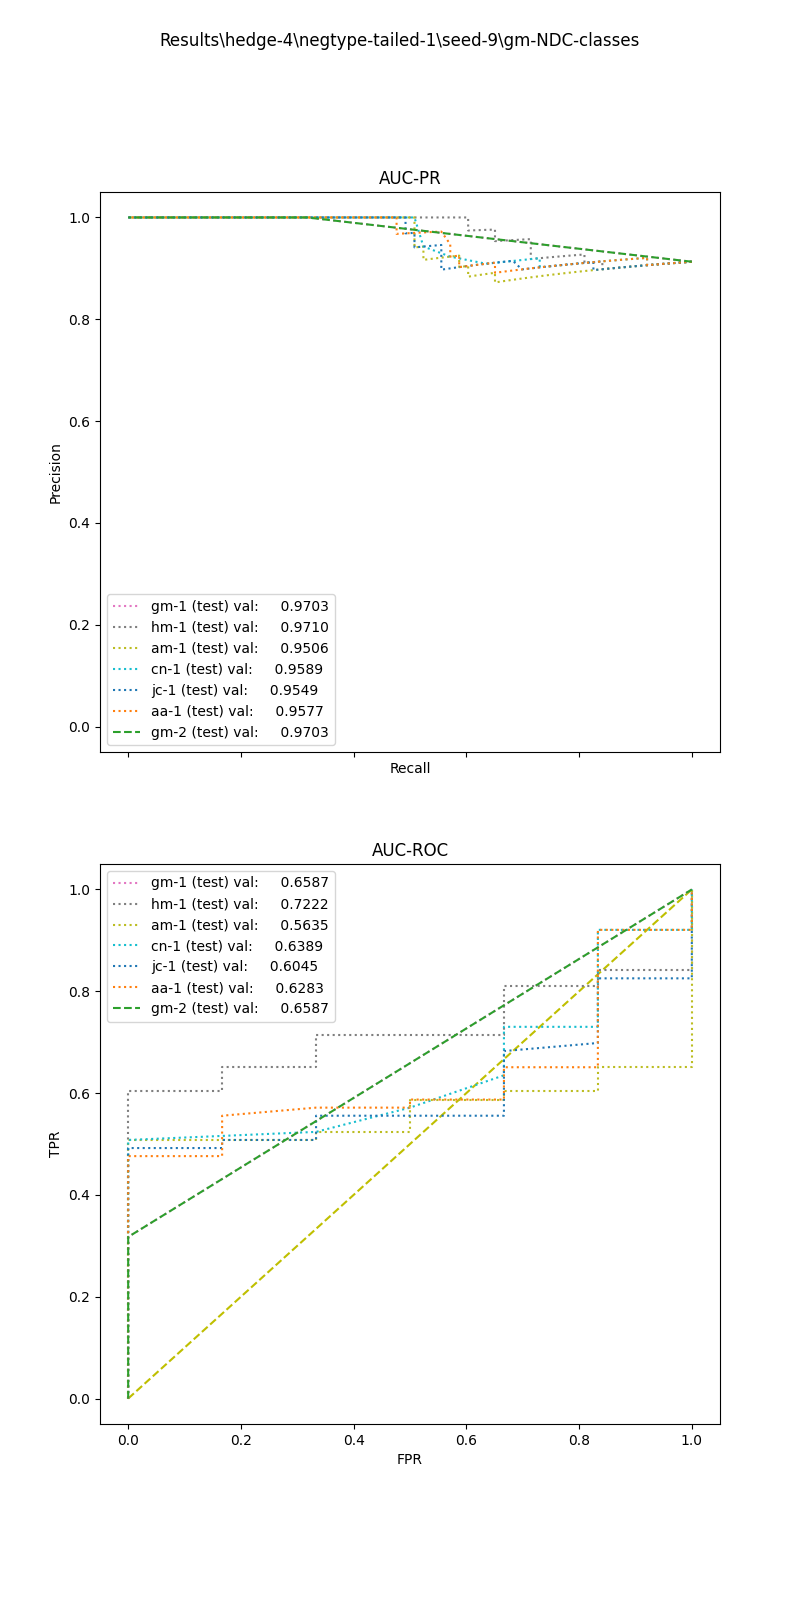 Results\hedge-4\negtype-tailed-1\seed-9\gm-NDC-classes
AUC-PR
1.0
0.8
0.6
0.4
0.2
0.0
Precision
gm-1 (test) val: 0.9703
hm-1 (test) val: 0.9710
am-1 (test) val: 0.9506
cn-1 (test) val: 0.9589
jc-1 (test) val: 0.9549
aa-1 (test) val: 0.9577
gm-2 (test) val: 0.9703
Recall
AUC-ROC
1.0
0.8
0.6
0.4
0.2
0.0
TPR
gm-1 (test) val: 0.6587
hm-1 (test) val: 0.7222
am-1 (test) val: 0.5635
cn-1 (test) val: 0.6389
jc-1 (test) val: 0.6045
aa-1 (test) val: 0.6283
gm-2 (test) val: 0.6587
0.0 0.2 0.4 0.6 0.8 1.0
FPR